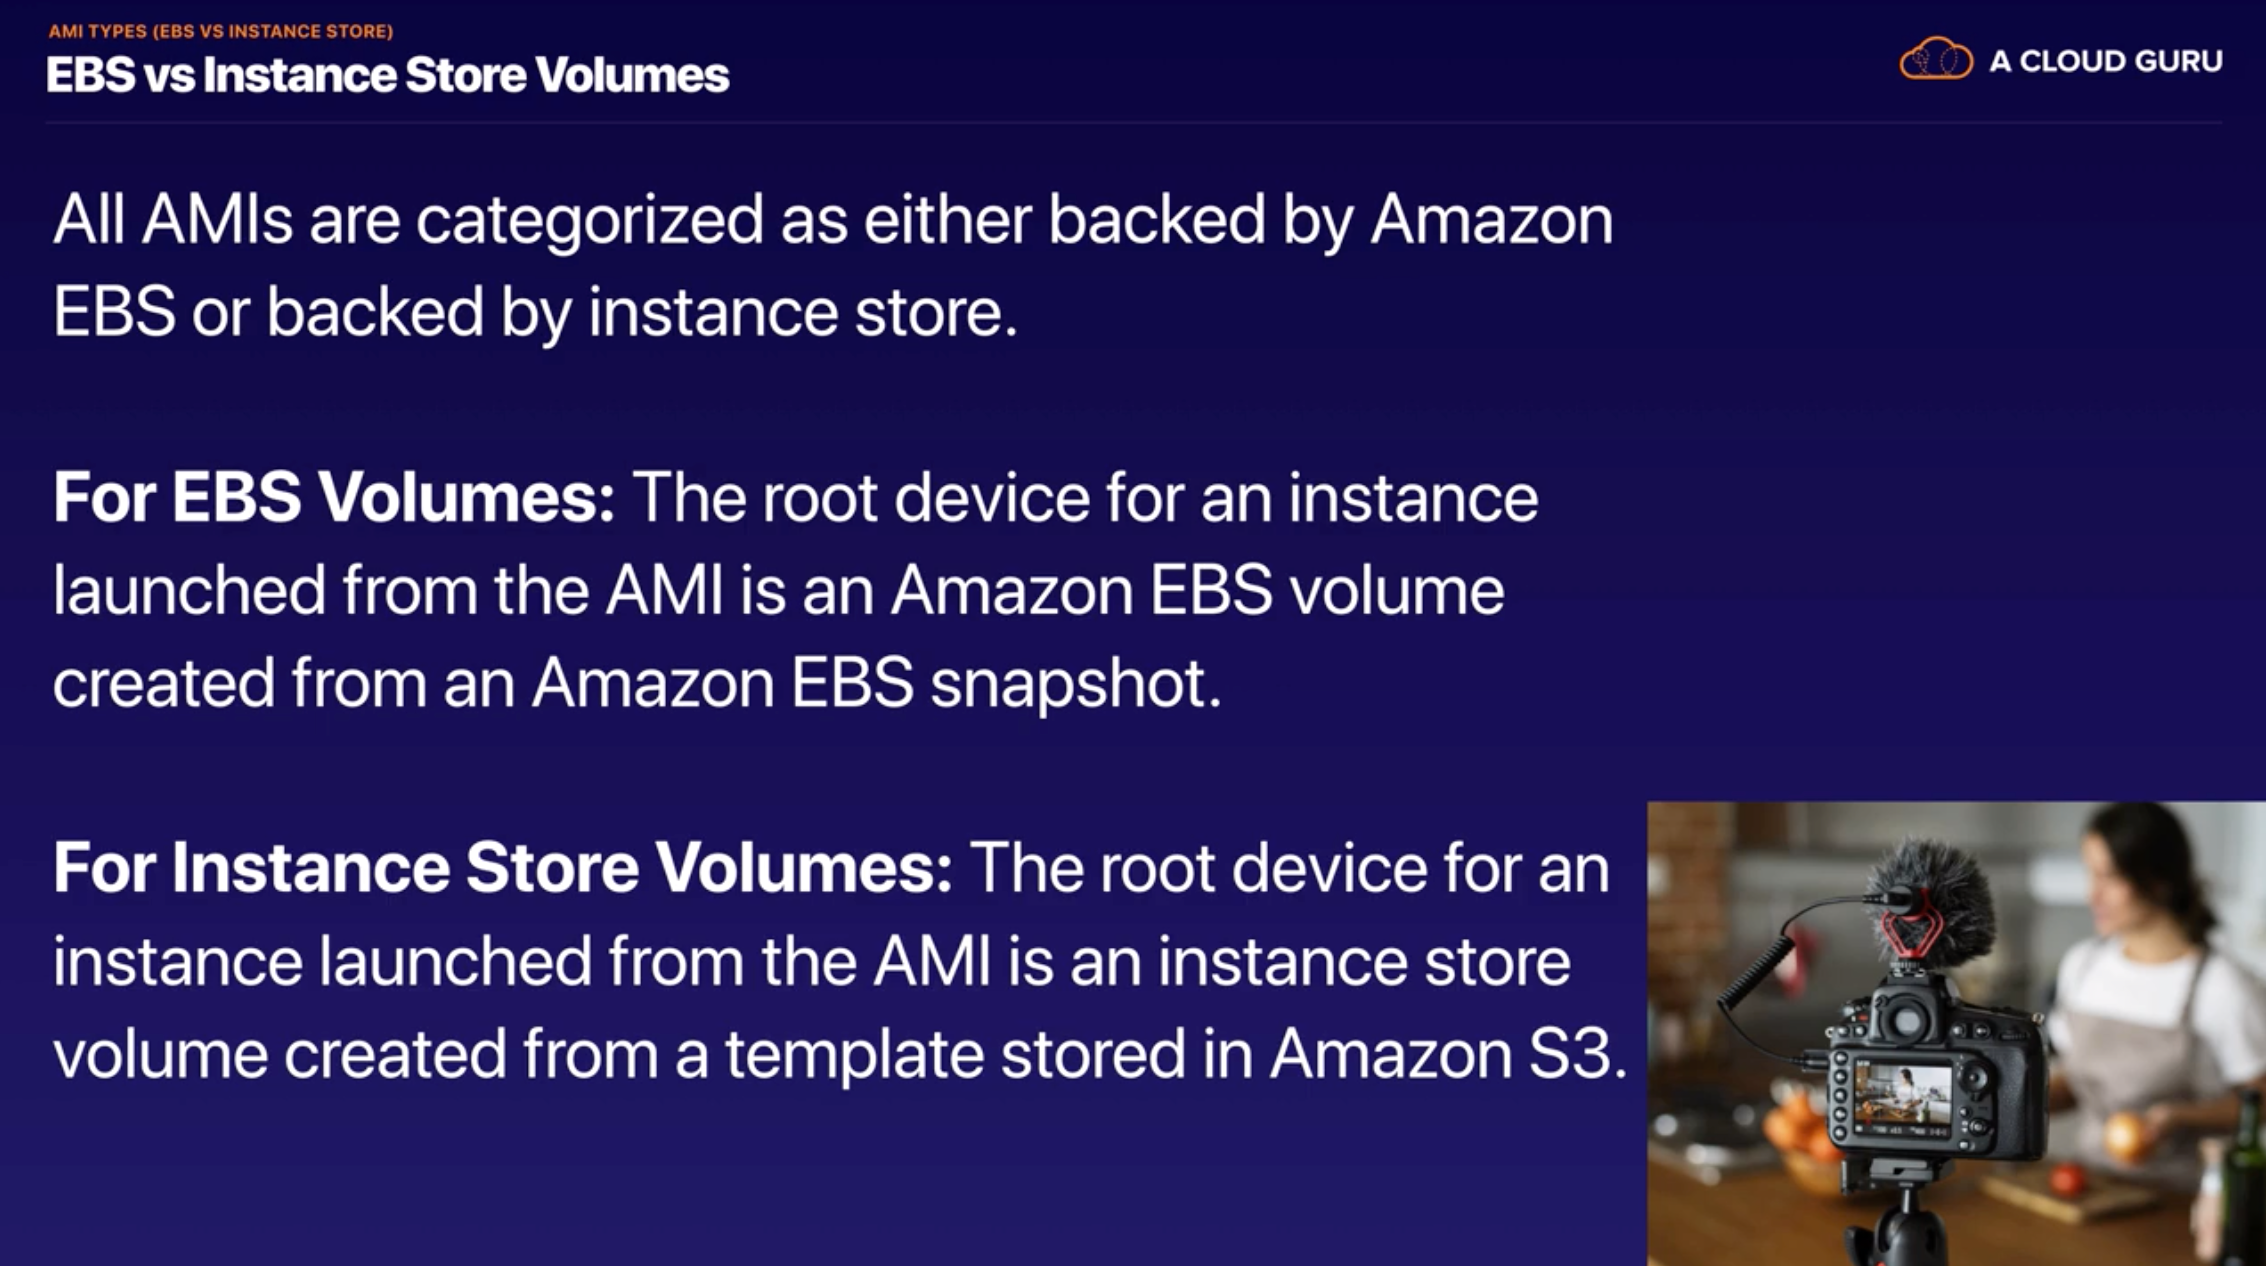 AMI TYPES (EBS VS INSTANCE STORE)
EBS vs Instance Store Volumes
A CLOUD GURU
All AMIs are categorized as either backed by Amazon
EBS or backed by instance store.
For EBS Volumes: The root device for an instance
launched from the AMI is an Amazon EBS volume
created from an Amazon EBS snapshot.
For Instance Store Volumes: The root device for an
instance launched from the AMI is an instance store
volume created from a template stored in Amazon S3.